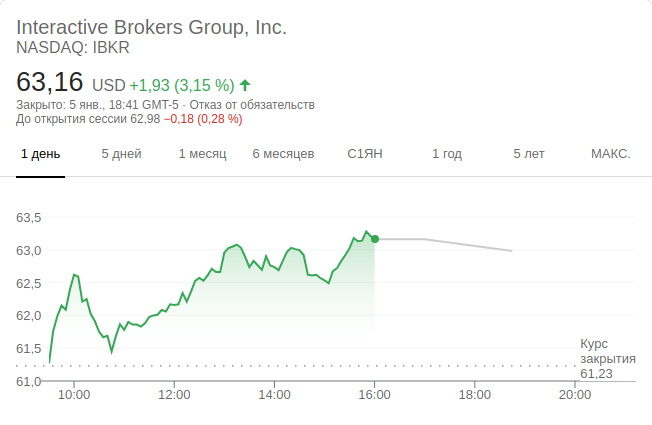 Interactive Brokers Group, Inc.
NASDAQ: IBKR
63,16 USD +1,93 (3,15 %)
Закрыто: 5 янв., 18:41 GMT-5 · Отказ от обязательств
До открытия сессии 62,98 −0,18 (0,28 %)
1 день 5 дней 1 месяц 6 месяцев С1ЯН 1 год 5 лет МАКС.
63,5
63,0
62,5
62,0
61,5
61,0
Курс
закрытия
61,23
10:00 12:00 14:00 16:00 18:00 20:00